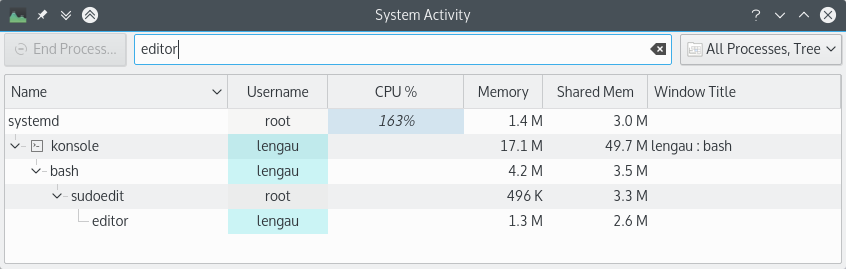 System Activity
End Process... editor All Processes, Tree
Name Username CPU % Memory Shared Mem Window Title
systemd root 163% 1.4 M 3.0 M
konsole lengau 17.1 M 49.7 M lengau : bash
bash lengau 4.2 M 3.5 M
sudoedit root 496 K 3.3 M
editor lengau 1.3 M 2.6 M